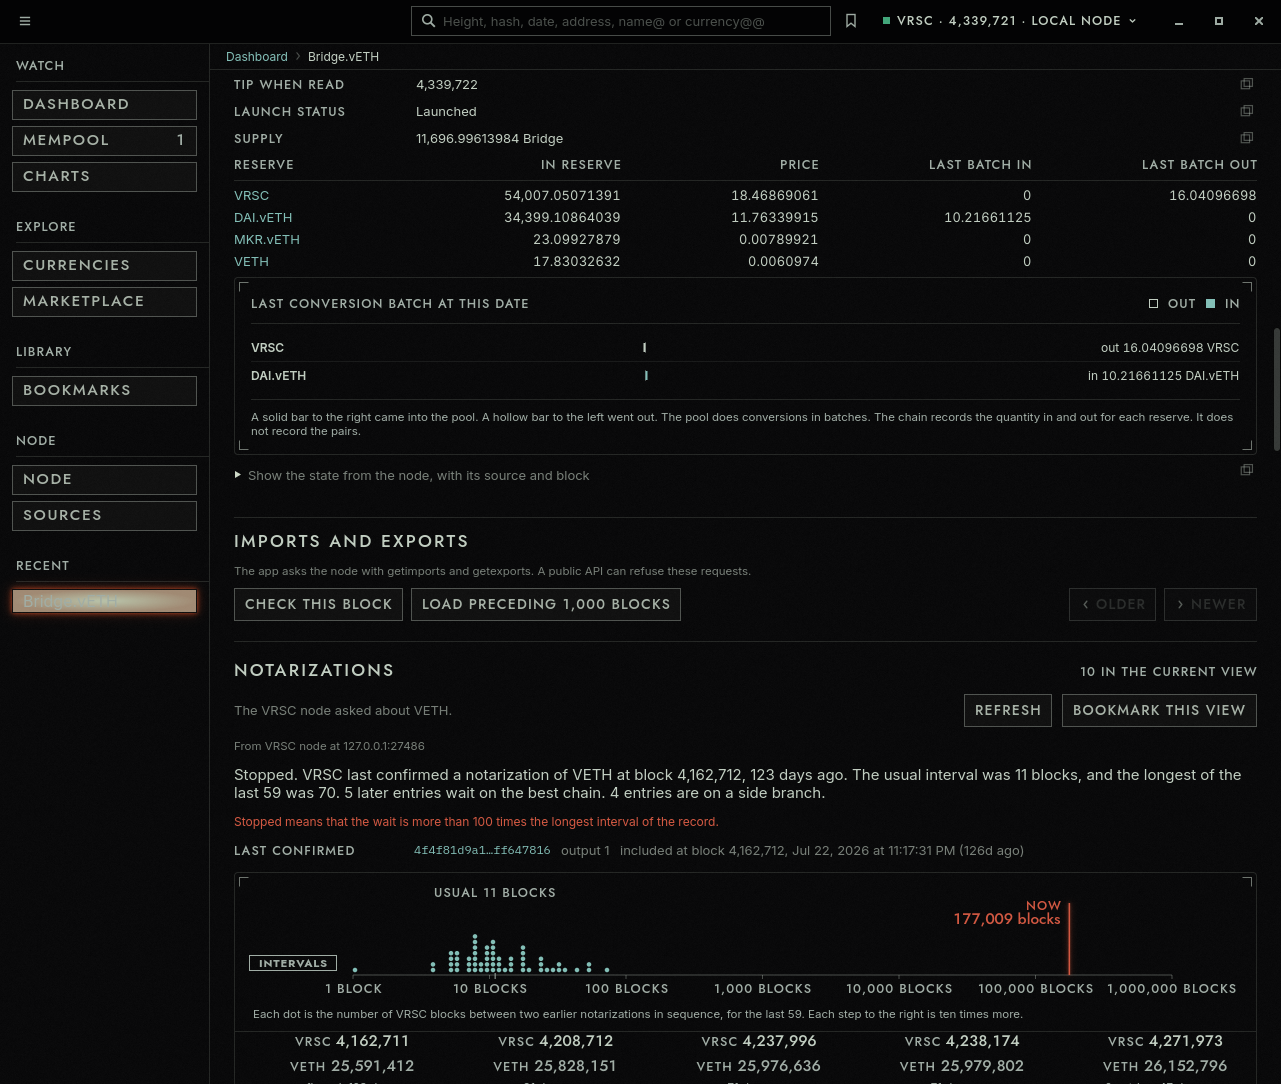 Height, hash, date, address, name@ or currency@@
VRSC · 4,339,721 · LOCAL NODE
WATCH
DASHBOARD
MEMPOOL 1
CHARTS
EXPLORE
CURRENCIES
MARKETPLACE
LIBRARY
BOOKMARKS
NODE
NODE
SOURCES
RECENT
Dashboard › Bridge.vETH
TIP WHEN READ 4,339,722
LAUNCH STATUS Launched
SUPPLY 11,696.99613984 Bridge
RESERVE IN RESERVE PRICE LAST BATCH IN LAST BATCH OUT
VRSC 54,007.05071391 18.46869061 0 16.04096698
DAI.vETH 34,399.10864039 11.76339915 10.21661125 0
MKR.vETH 23.09927879 0.00789921 0 0
VETH 17.83032632 0.0060974 0 0
LAST CONVERSION BATCH AT THIS DATE OUT IN
VRSC out 16.04096698 VRSC
DAI.vETH in 10.21661125 DAI.vETH
A solid bar to the right came into the pool. A hollow bar to the left went out. The pool does conversions in batches. The chain records the quantity in and out for each reserve. It does
not record the pairs.
Show the state from the node, with its source and block
IMPORTS AND EXPORTS
The app asks the node with getimports and getexports. A public API can refuse these requests.
CHECK THIS BLOCK LOAD PRECEDING 1,000 BLOCKS ‹ OLDER › NEWER
NOTARIZATIONS 10 IN THE CURRENT VIEW
The VRSC node asked about VETH. REFRESH BOOKMARK THIS VIEW
From VRSC node at 127.0.0.1:27486
Stopped. VRSC last confirmed a notarization of VETH at block 4,162,712, 123 days ago. The usual interval was 11 blocks, and the longest of the
last 59 was 70. 5 later entries wait on the best chain. 4 entries are on a side branch.
Stopped means that the wait is more than 100 times the longest interval of the record.
LAST CONFIRMED 4f4f81d9a1…ff647816 output 1 included at block 4,162,712, Jul 22, 2026 at 11:17:31 PM (126d ago)
USUAL 11 BLOCKS
NOW
177,009 blocks
INTERVALS
1 BLOCK 10 BLOCKS 100 BLOCKS 1,000 BLOCKS 10,000 BLOCKS 100,000 BLOCKS 1,000,000 BLOCKS
Each dot is the number of VRSC blocks between two earlier notarizations in sequence, for the last 59. Each step to the right is ten times more.
VRSC 4,162,711 VRSC 4,208,712 VRSC 4,237,996 VRSC 4,238,174 VRSC 4,271,973
VETH 25,591,412 VETH 25,828,151 VETH 25,976,636 VETH 25,979,802 VETH 26,152,796